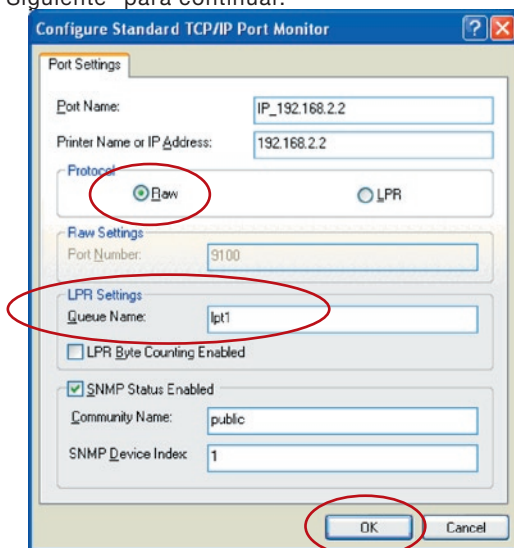 Siguiente" para continuar.
Configure Standard TCP/IP Port Monitor
Port Settings
Port Name: IP_192.168.2.2
Printer Name or IP Address: 192.168.2.2
Protocol
Raw LPR
Raw Settings
Port Number: 9100
LPR Settings
Queue Name: lpt1
LPR Byte Counting Enabled
SNMP Status Enabled
Community Name: public
SNMP Device Index: 1
OK Cancel